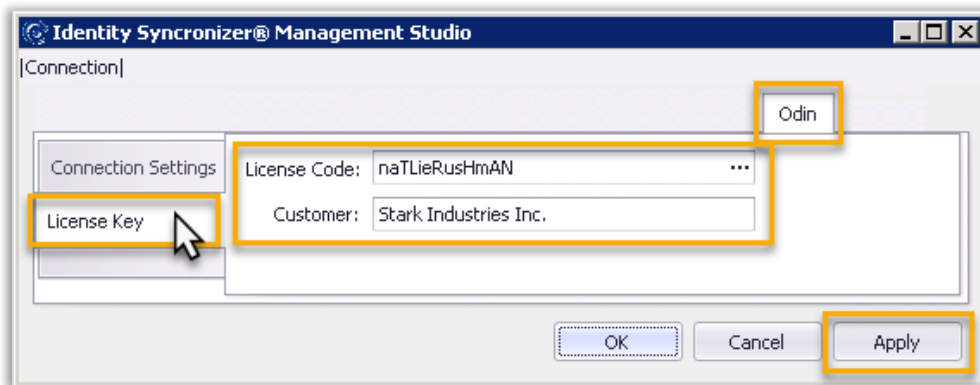 Identity Syncronizer® Management Studio
|Connection|
Odin
Connection Settings
License Code: naTLieRusHmAN ...
License Key
Customer: Stark Industries Inc.
OK Cancel Apply